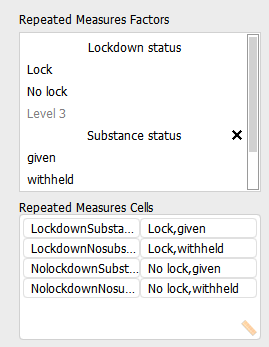 Repeated Measures Factors
Lockdown status
Lock
No lock
Level 3
Substance status
given
withheld
Repeated Measures Cells
LockdownSubsta... Lock,given
LockdownNosubs... Lock,withheld
NolockdownSubst... No lock,given
NolockdownNosu... No lock,withheld